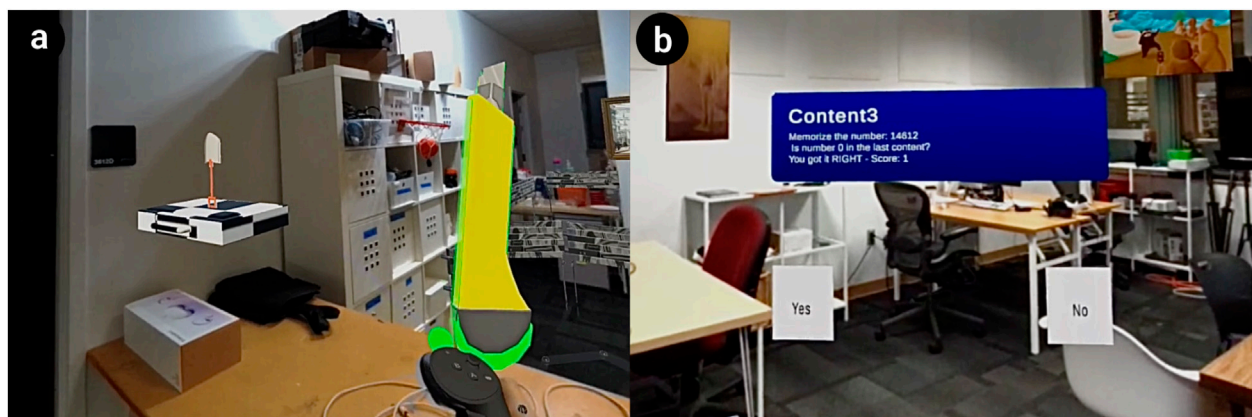 a
b
Content3
Memorize the number: 14612
Is number 0 in the last content?
You got it RIGHT - Score: 1
Yes
No